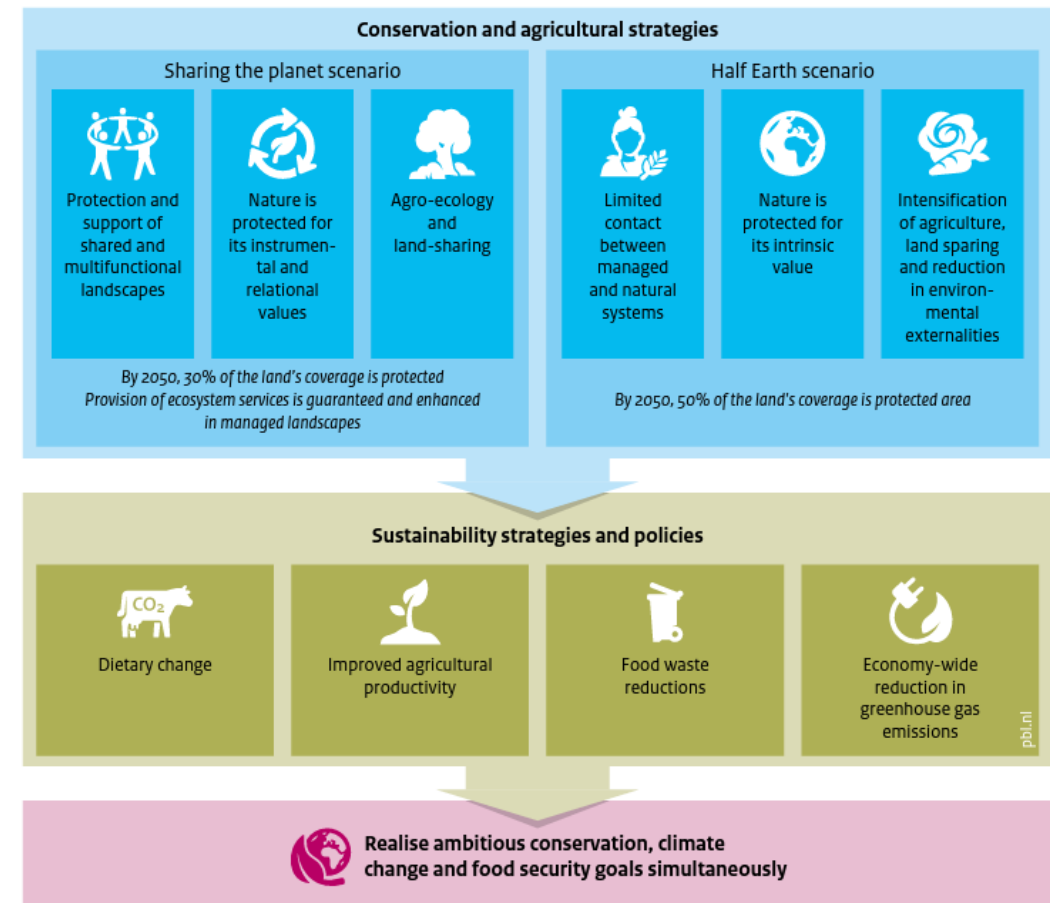 Conservation and agricultural strategies
Sharing the planet scenario
Protection and
support of
shared and
multifunctional
landscapes
Nature is
protected for
its instrumen-
tal and
relational
values
Agro-ecology
and
land-sharing
By 2050, 30% of the land's coverage is protected
Provision of ecosystem services is guaranteed and enhanced
in managed landscapes
Half Earth scenario
Limited
contact
between
managed
and natural
systems
Nature is
protected for
its intrinsic
value
Intensification
of agriculture,
land sparing
and reduction
in environ-
mental
externalities
By 2050, 50% of the land's coverage is protected area
Sustainability strategies and policies
CO₂
Dietary change
Improved agricultural
productivity
Food waste
reductions
Economy-wide
reduction in
greenhouse gas
emissions
pbl.nl
Realise ambitious conservation, climate
change and food security goals simultaneously